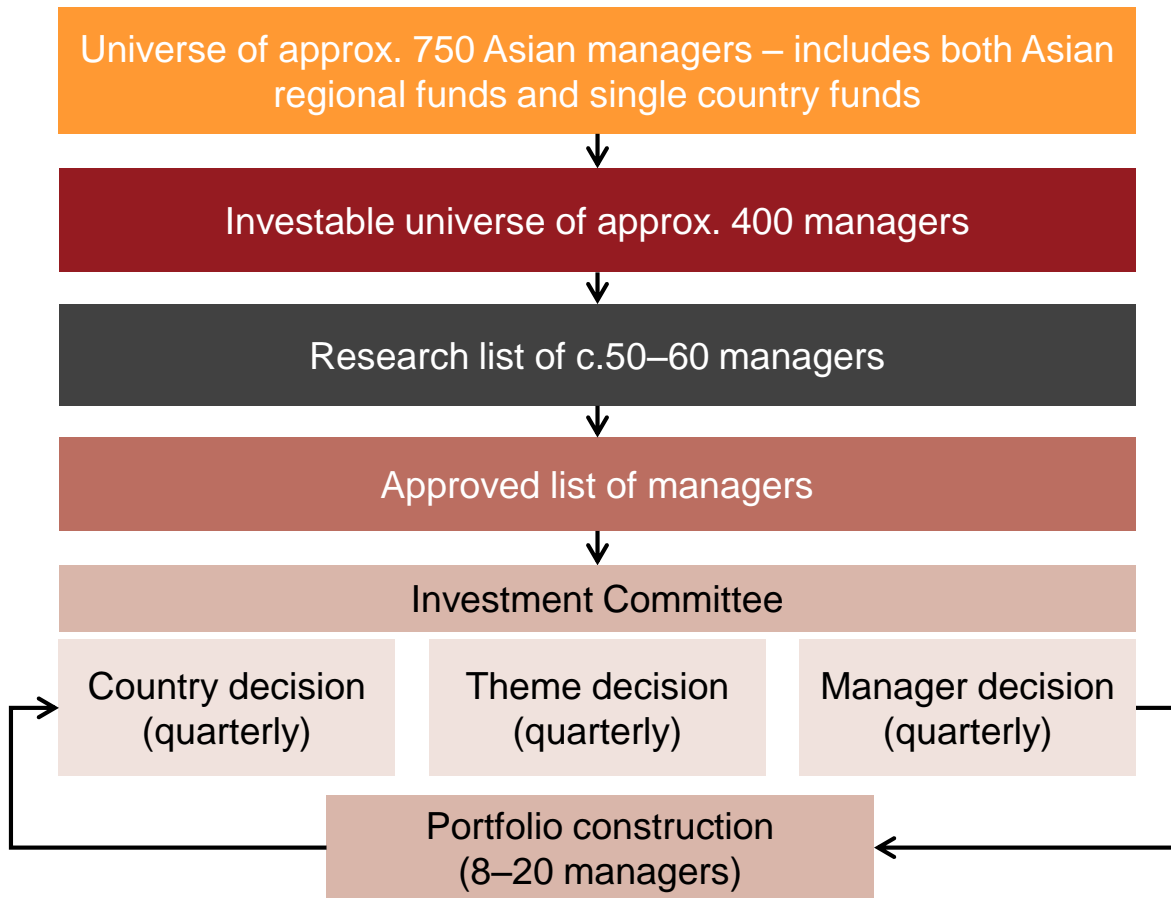 Universe of approx. 750 Asian managers – includes both Asian
regional funds and single country funds
Investable universe of approx. 400 managers
Research list of c.50–60 managers
Approved list of managers
Investment Committee
Country decision
(quarterly)
Theme decision
(quarterly)
Manager decision
(quarterly)
Portfolio construction
(8–20 managers)